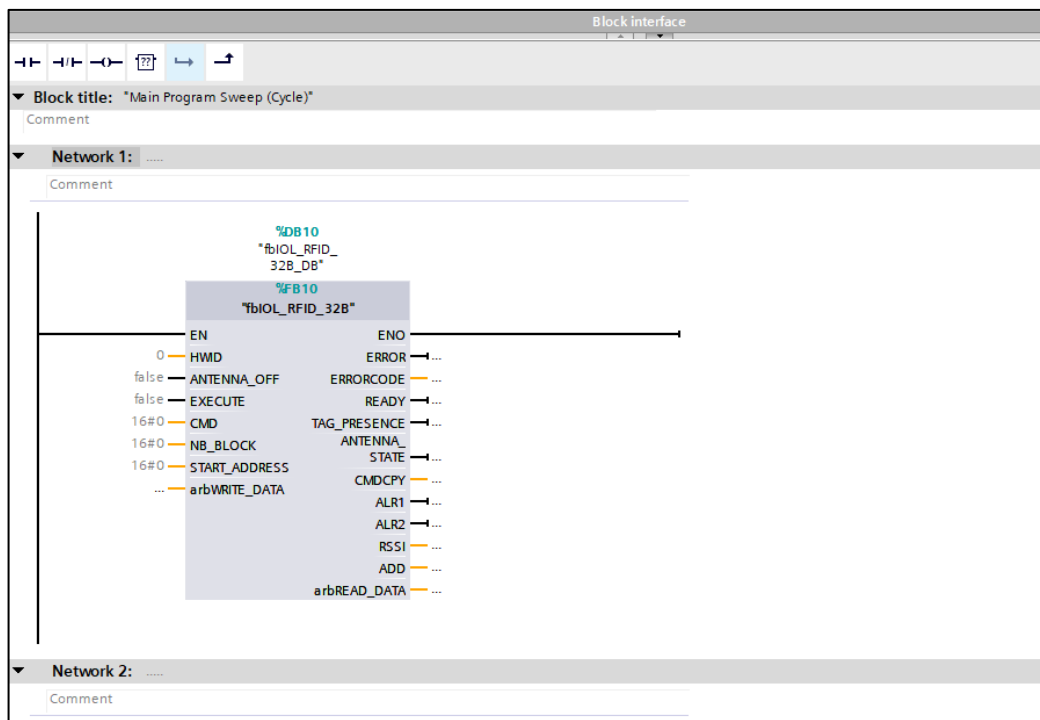 Block interface
Block title: "Main Program Sweep (Cycle)"
Comment
Network 1: .....
Comment
%DB10
"fbIOL_RFID_
32B_DB"
%FB10
"fbIOL_RFID_32B"
EN ENO
0 HWID ERROR ...
false ANTENNA_OFF ERRORCODE ...
false EXECUTE READY ...
16#0 CMD TAG_PRESENCE ...
16#0 NB_BLOCK ANTENNA_
STATE ...
16#0 START_ADDRESS CMDCPY ...
... arbWRITE_DATA
ALR1 ...
ALR2 ...
RSSI ...
ADD ...
arbREAD_DATA ...
Network 2: .....
Comment